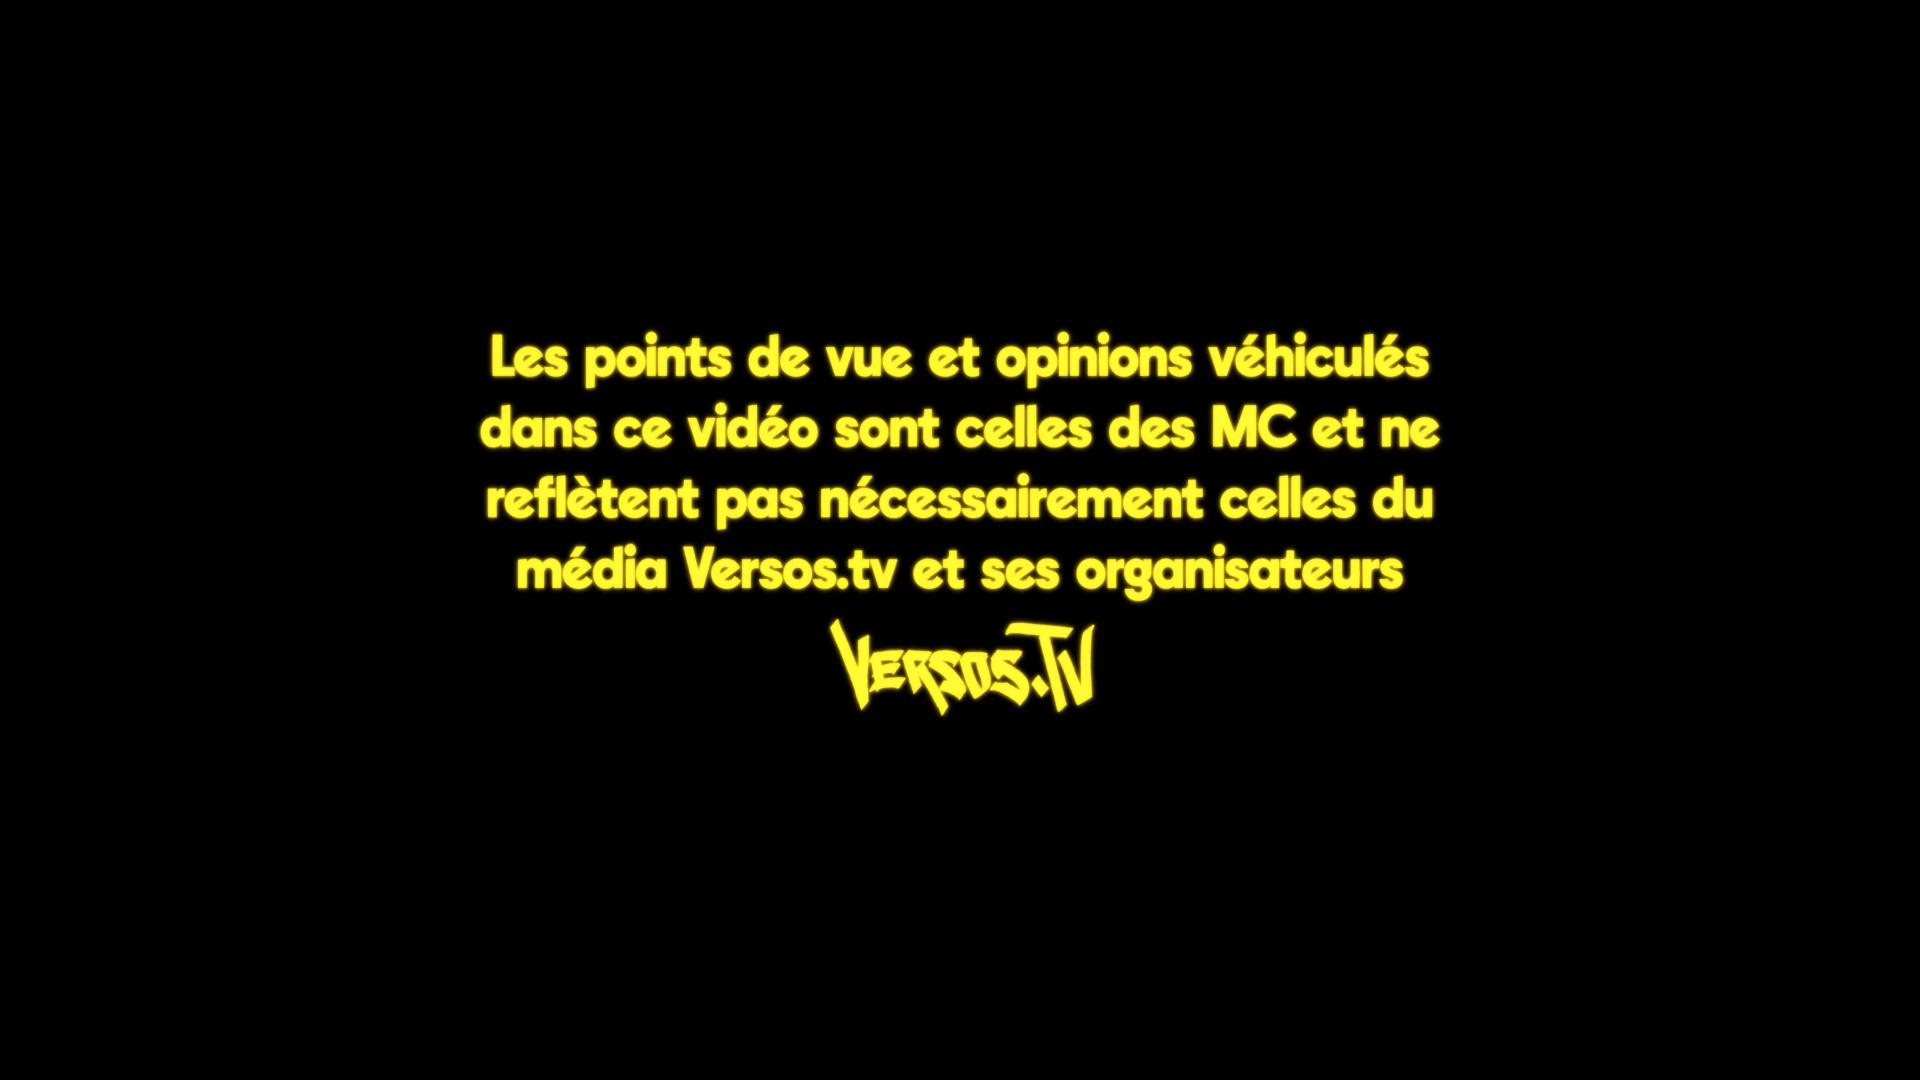 Les points de vue et opinions véhiculés
dans ce vidéo sont celles des MC et ne
reflètent pas nécessairement celles du
média Versos.tv et ses organisateurs
VERSOS.TV